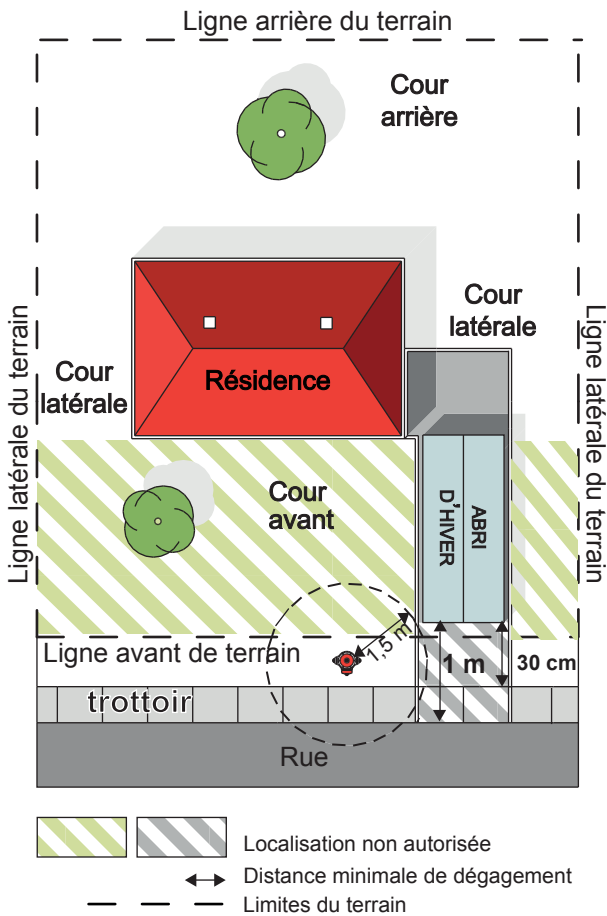 Ligne arrière du terrain
Cour
arrière
Cour
latérale
Ligne latérale du terrain
Cour
latérale
Résidence
Ligne latérale du terrain
Cour
avant
ABRI
D'HIVER
Ligne avant de terrain
1,5 m
1 m
30 cm
trottoir
Rue
Localisation non autorisée
Distance minimale de dégagement
Limites du terrain